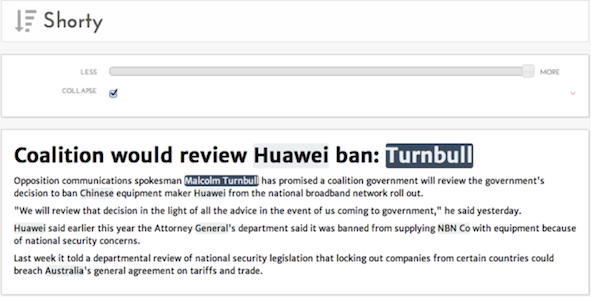 Shorty
LESS
MORE
COLLAPSE
Coalition would review Huawei ban: Turnbull
Opposition communications spokesman Malcolm Turnbull has promised a coalition government will review the government's
decision to ban Chinese equipment maker Huawei from the national broadband network roll out.
"We will review that decision in the light of all the advice in the event of us coming to government," he said yesterday.
Huawei said earlier this year the Attorney General's department said it was banned from supplying NBN Co with equipment because
of national security concerns.
Last week it told a departmental review of national security legislation that locking out companies from certain countries could
breach Australia's general agreement on tariffs and trade.